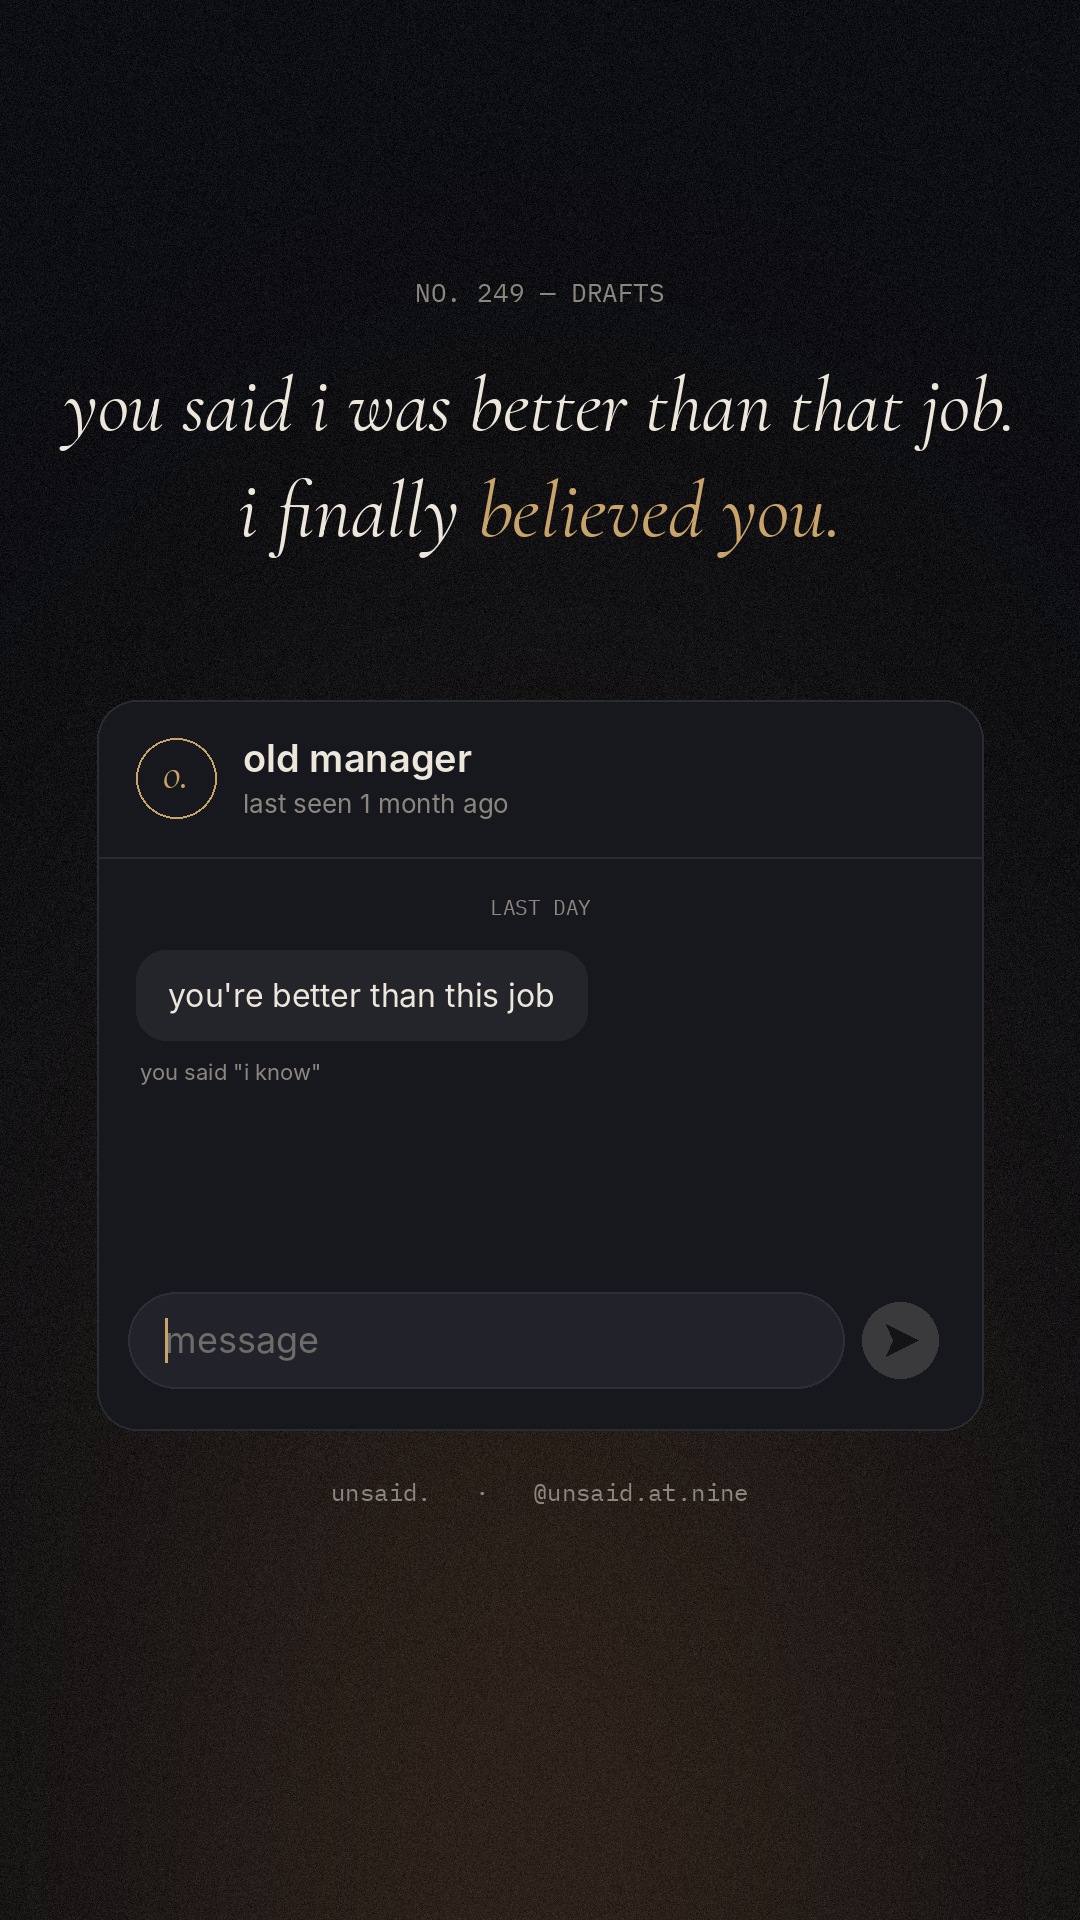 NO. 249 — DRAFTS
you said i was better than that job.
i finally believed you.
o.
old manager
last seen 1 month ago
LAST DAY
you're better than this job
you said "i know"
message
unsaid. · @unsaid.at.nine